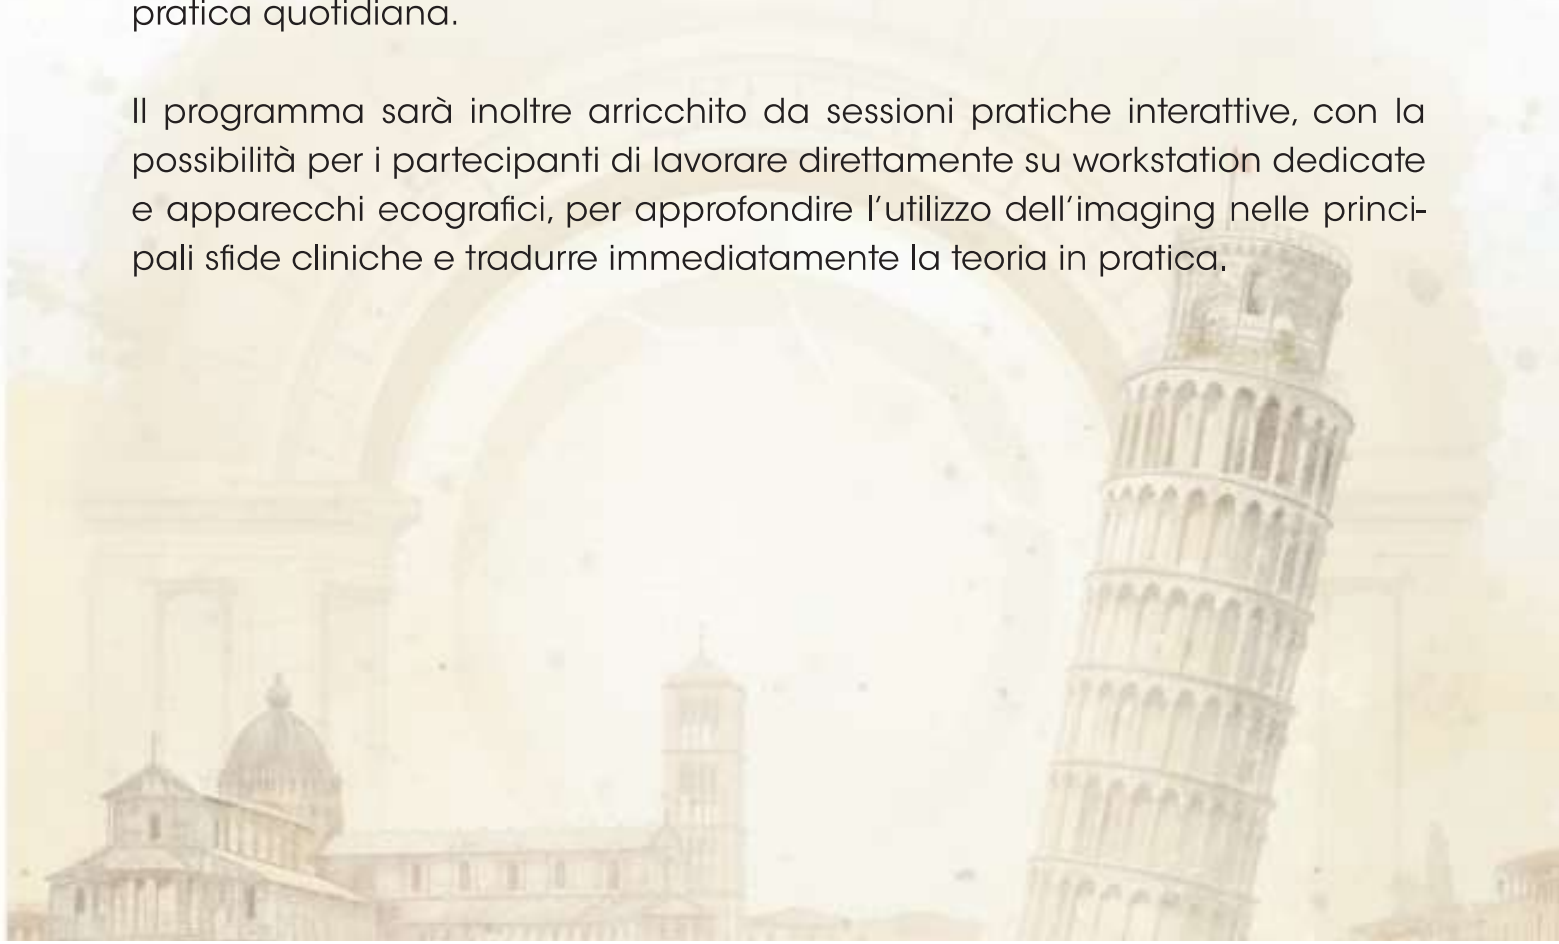 pratica quotidiana.
Il programma sarà inoltre arricchito da sessioni pratiche interattive, con la
possibilità per i partecipanti di lavorare direttamente su workstation dedicate
e apparecchi ecografici, per approfondire l'utilizzo dell'imaging nelle princi-
pali sfide cliniche e tradurre immediatamente la teoria in pratica.